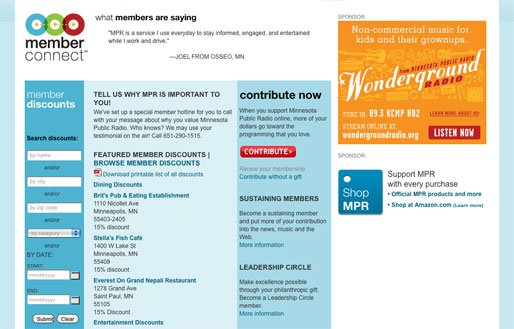 member
connect™
what members are saying
"MPR is a service I use everyday to stay informed, engaged, and entertained
while I work and drive."
—JOEL FROM OSSEO, MN
member
discounts
Search discounts:
by name
and/or
by city
and/or
by zip code
and/or
by category
and/or
BY DATE:
START:
mm/dd/yyyy
END:
mm/dd/yyyy
Submit
Clear
TELL US WHY MPR IS IMPORTANT TO
YOU!
We've set up a special member hotline for you to call
with your message about why you value Minnesota
Public Radio. Who knows? We may use your
testimonial on the air! Call 651-290-1515.
FEATURED MEMBER DISCOUNTS |
BROWSE MEMBER DISCOUNTS
Download printable list of all discounts
Dining Discounts
Brit's Pub & Eating Establishment
1110 Nicollet Ave
Minneapolis, MN
55403-2405
15% discount
Stella's Fish Café
1400 W Lake St
Minneapolis, MN
55408
15% discount
Everest On Grand Nepali Restaurant
1278 Grand Ave
Saint Paul, MN
55105
15% Discount
Entertainment Discounts
contribute now
When you support Minnesota
Public Radio online, more of your
dollars go toward the
programming that you love.
CONTRIBUTE >
Renew your membership
Contribute without a gift
SUSTAINING MEMBERS
Become a sustaining member
and put more of your contribution
into the news, music and the
Web.
More information
LEADERSHIP CIRCLE
Make excellence possible
through your philanthropic gift.
Become a Leadership Circle
member.
More information
SPONSOR
Non-commercial music for
kids and their grownups.
Wonderground
FROM MINNESOTA PUBLIC RADIO
RADIO
TUNE IN: 89.3 KCMP HD2
STREAM ONLINE AT:
wondergroundradio.org
LEARN MORE ABOUT HD
LISTEN NOW
SPONSOR
Shop
MPR
Support MPR
with every purchase
• Official MPR products and more
• Shop at Amazon.com (Learn more)